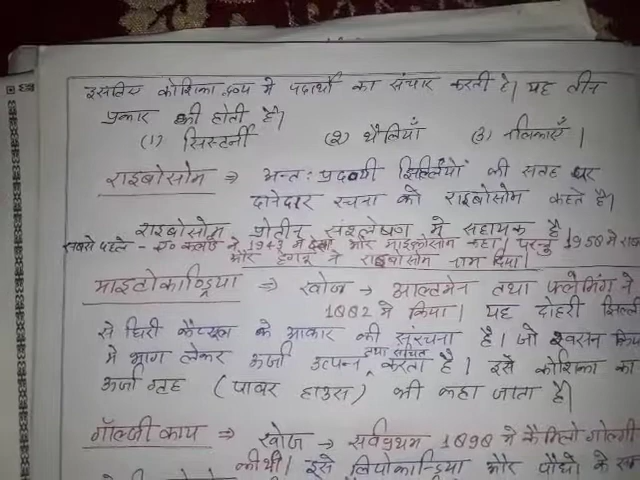 इसलिए कोशिका द्रव्य मे पदार्थो का संचार करती है। यह तीन
प्रकार की होती है।
(1) सिस्टर्नी (2) थैलियाँ (3) नलिकाएँ।
राइबोसोम ⇒ अन्तः प्रदव्यी झिल्लियों की सतह पर
दानेदार रचना को राइबोसोम कहते है।
राइबोसोम प्रोटीन संश्लेषण मे सहायक है
सबसे पहले - ए० क्लाड ने 1943 मे देखा और माइक्रोसोम कहा। परन्तु 1958 मे
और ने राइबोसोम नाम दिया।
माइटोकाण्ड्रिया ⇒ खोज → आल्टमेन तथा फ्लेमिंग ने
1882 मे किया। यह दोहरी झिल्ली
से घिरी कैप्सूल के आकार की संरचना है। जो श्वसन
मे भाग लेकर ऊर्जा उत्पन तथा संचित करता है। इसे कोशिका का
ऊर्जा गृह (पावर हाउस) भी कहा जाता है।
गॉल्जीकाय ⇒ खोज → सर्वप्रथम 1898 मे कैमिलो गोल्गी
की थी। इसे लिपोकान्ड्रिया और पौधो के